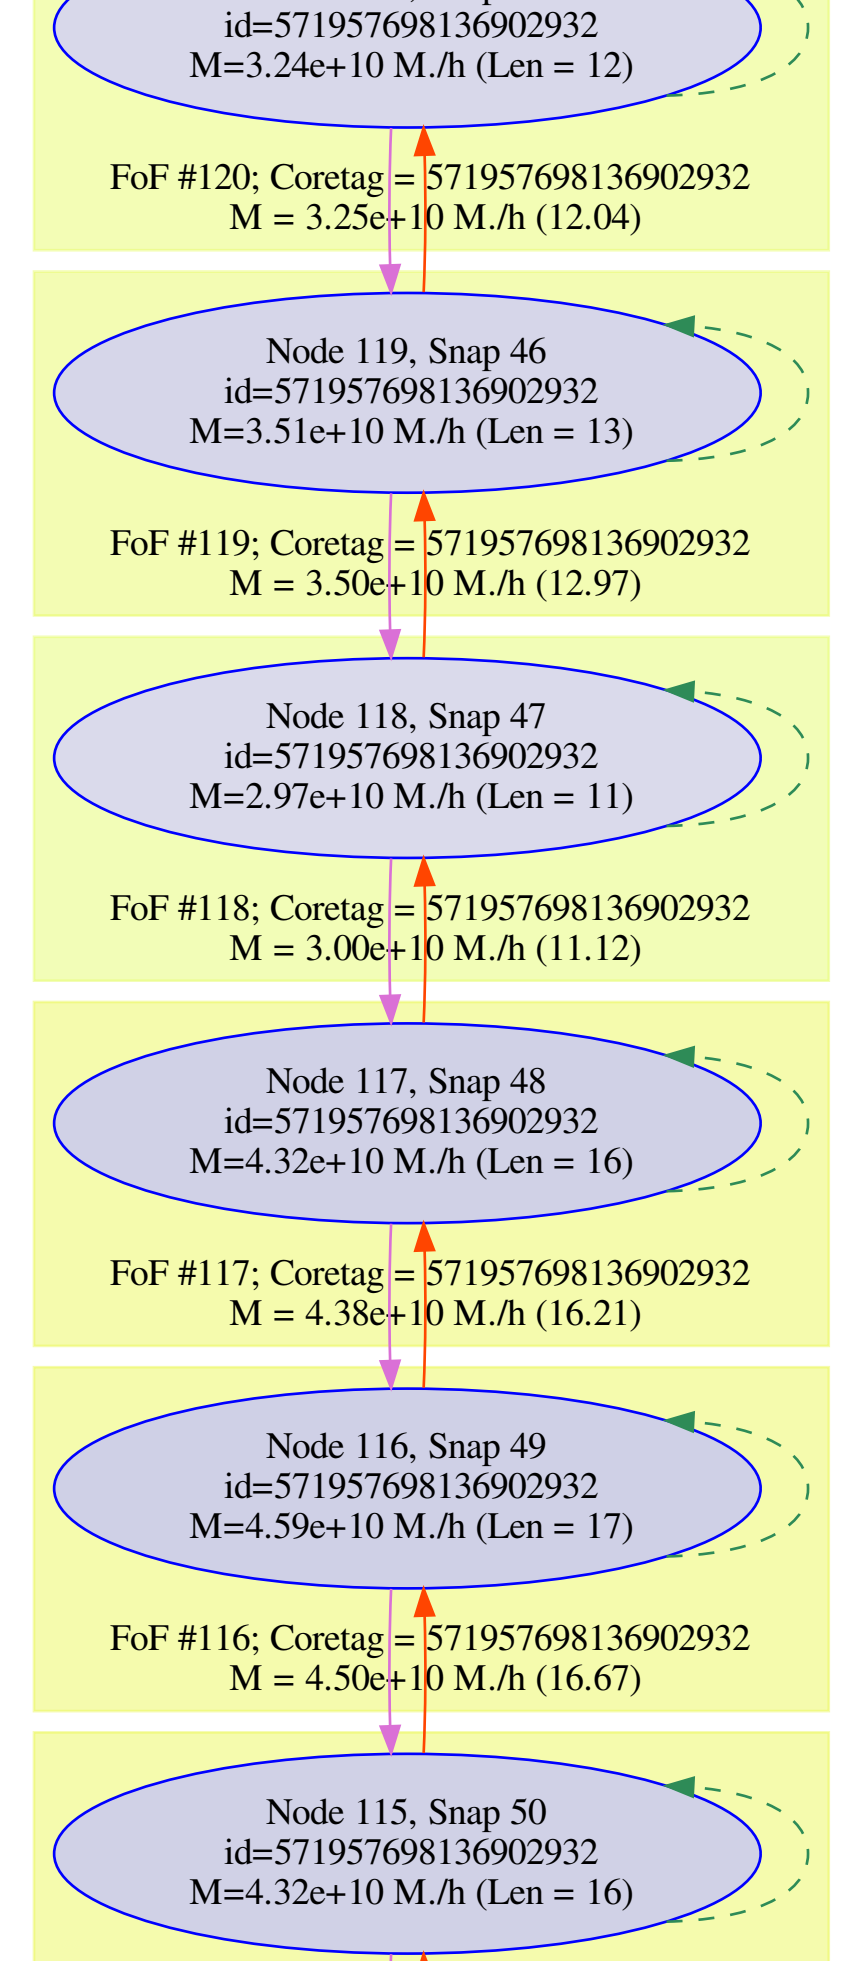 id=571957698136902932
M=3.24e+10 M./h (Len = 12)
FoF #120; Coretag = 571957698136902932
M = 3.25e+10 M./h (12.04)
Node 119, Snap 46
id=571957698136902932
M=3.51e+10 M./h (Len = 13)
FoF #119; Coretag = 571957698136902932
M = 3.50e+10 M./h (12.97)
Node 118, Snap 47
id=571957698136902932
M=2.97e+10 M./h (Len = 11)
FoF #118; Coretag = 571957698136902932
M = 3.00e+10 M./h (11.12)
Node 117, Snap 48
id=571957698136902932
M=4.32e+10 M./h (Len = 16)
FoF #117; Coretag = 571957698136902932
M = 4.38e+10 M./h (16.21)
Node 116, Snap 49
id=571957698136902932
M=4.59e+10 M./h (Len = 17)
FoF #116; Coretag = 571957698136902932
M = 4.50e+10 M./h (16.67)
Node 115, Snap 50
id=571957698136902932
M=4.32e+10 M./h (Len = 16)